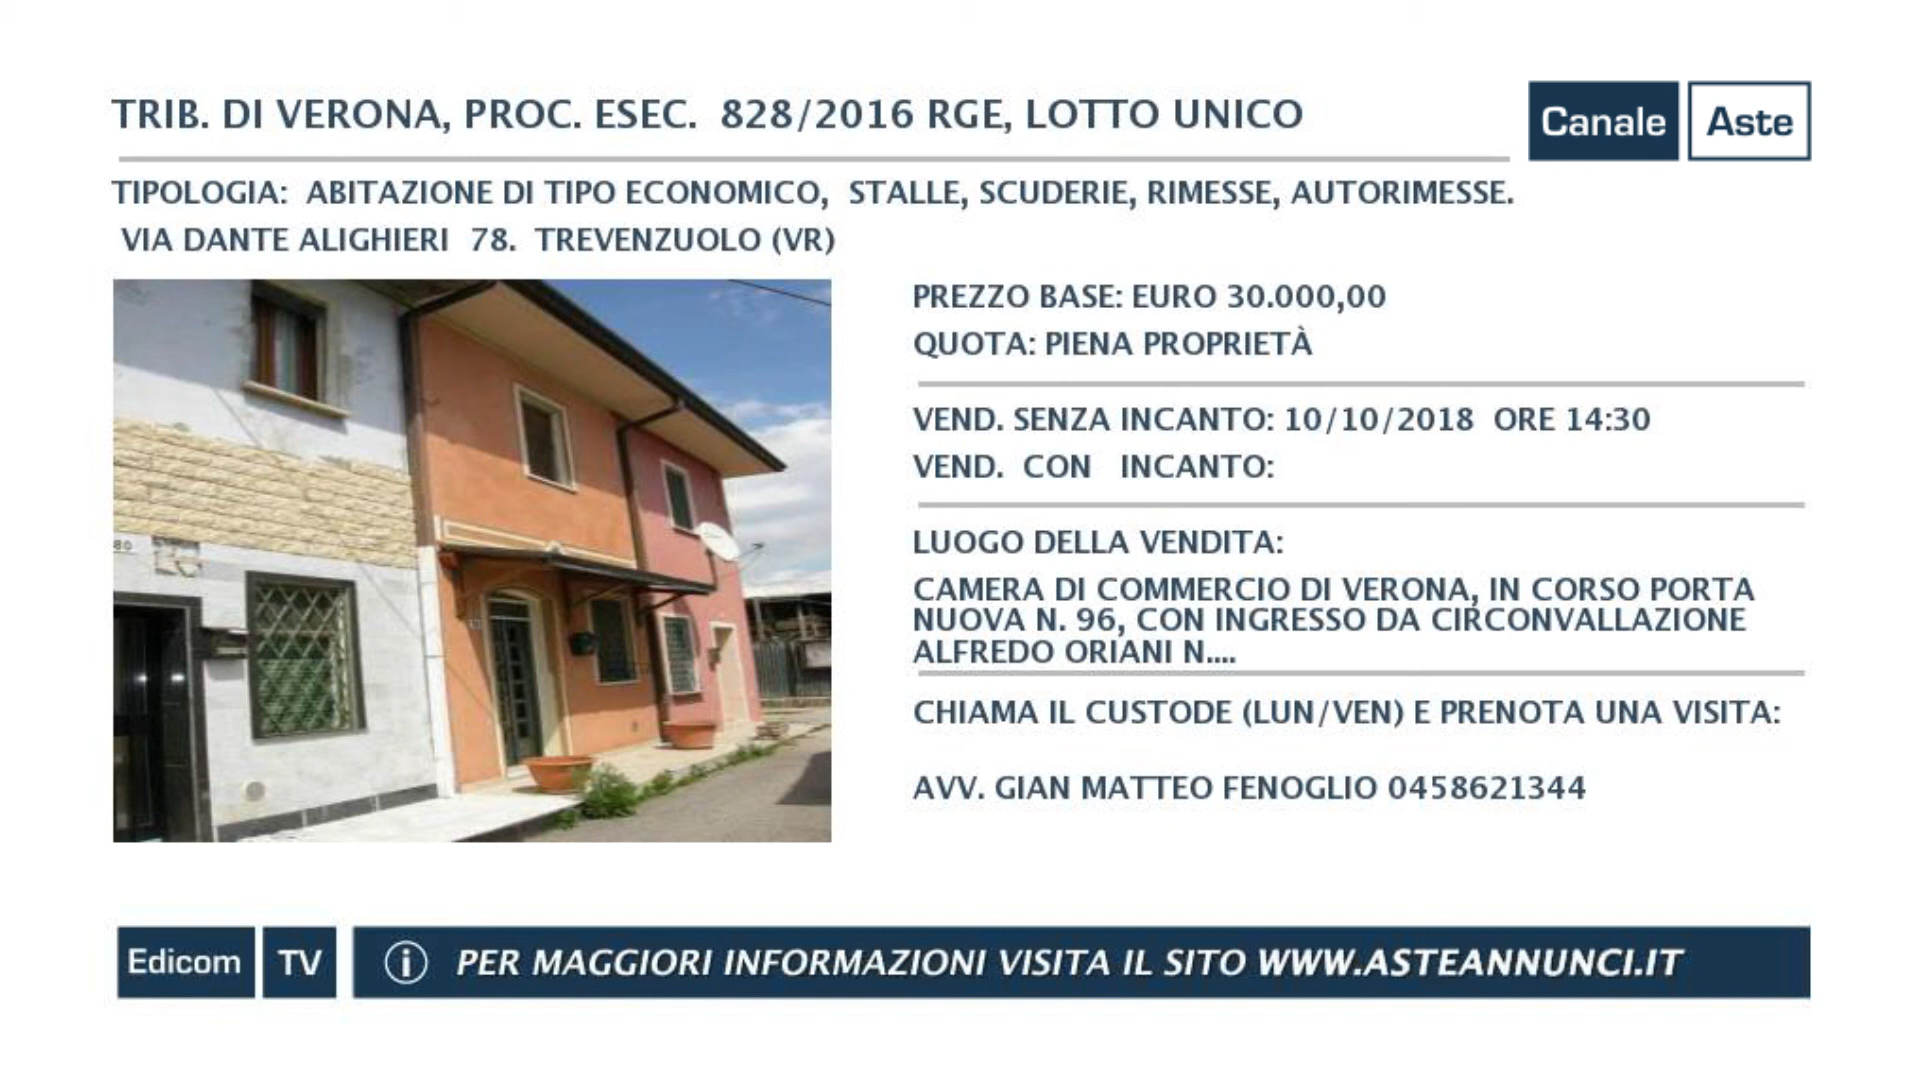 TRIB. DI VERONA, PROC. ESEC. 828/2016 RGE, LOTTO UNICO
Canale Aste
TIPOLOGIA: ABITAZIONE DI TIPO ECONOMICO, STALLE, SCUDERIE, RIMESSE, AUTORIMESSE.
VIA DANTE ALIGHIERI 78. TREVENZUOLO (VR)
80
PREZZO BASE: EURO 30.000,00
QUOTA: PIENA PROPRIETÀ
VEND. SENZA INCANTO: 10/10/2018 ORE 14:30
VEND. CON INCANTO:
LUOGO DELLA VENDITA:
CAMERA DI COMMERCIO DI VERONA, IN CORSO PORTA
NUOVA N. 96, CON INGRESSO DA CIRCONVALLAZIONE
ALFREDO ORIANI N....
CHIAMA IL CUSTODE (LUN/VEN) E PRENOTA UNA VISITA:
AVV. GIAN MATTEO FENOGLIO 0458621344
Edicom TV
PER MAGGIORI INFORMAZIONI VISITA IL SITO WWW.ASTEANNUNCI.IT